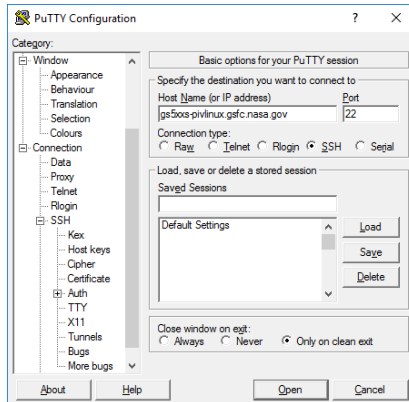 PuTTY Configuration
?
Category:
Window
Appearance
Behaviour
Translation
Selection
Colours
Connection
Data
Proxy
Telnet
Rlogin
SSH
Kex
Host keys
Cipher
Certificate
Auth
TTY
X11
Tunnels
Bugs
More bugs
Basic options for your PuTTY session
Specify the destination you want to connect to
Host Name (or IP address) Port
gs5xxs-pivlinux.gsfc.nasa.gov 22
Connection type:
Raw Telnet Rlogin SSH Serial
Load, save or delete a stored session
Saved Sessions
Default Settings
Load
Save
Delete
Close window on exit:
Always Never Only on clean exit
About Help Open Cancel